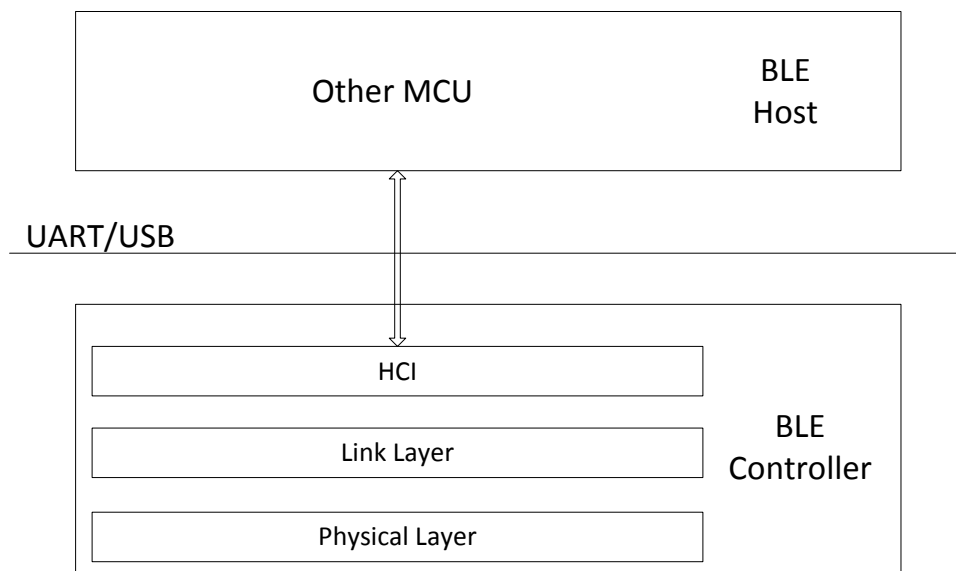 Other MCU
BLE
Host
UART/USB
HCI
Link Layer
BLE
Controller
Physical Layer